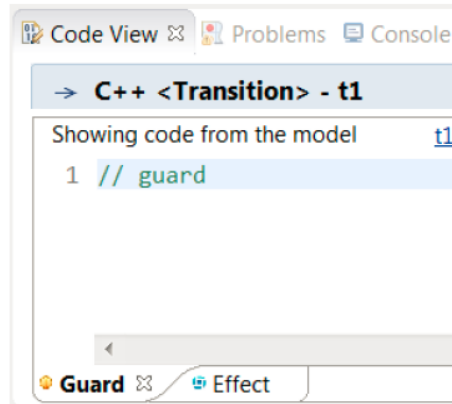 Code View Problems Console
→ C++ <Transition> - t1
Showing code from the model t1
1 // guard
Guard Effect